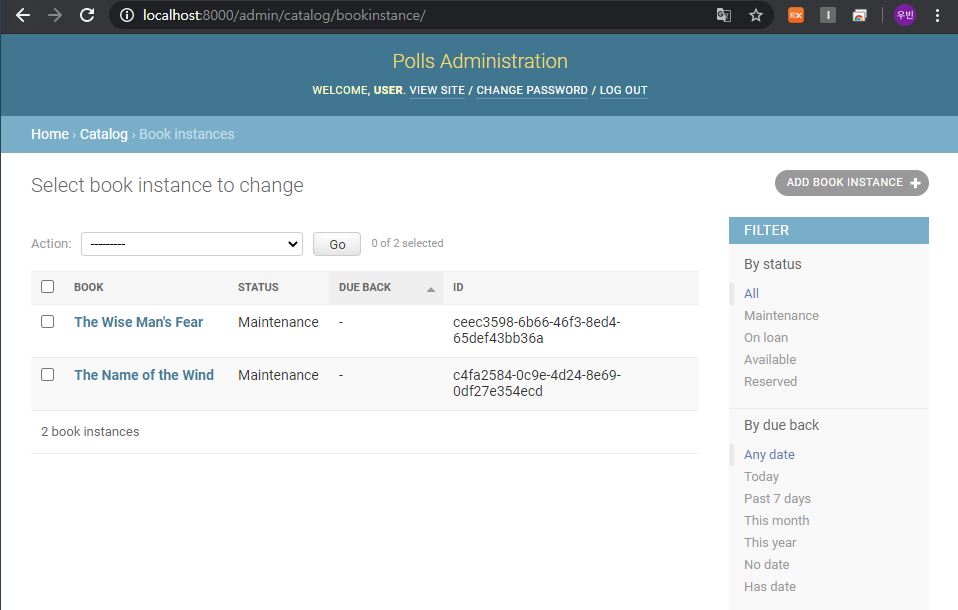 localhost:8000/admin/catalog/bookinstance/
EX
I
우빈
Polls Administration
WELCOME, USER. VIEW SITE / CHANGE PASSWORD / LOG OUT
Home › Catalog › Book instances
Select book instance to change
ADD BOOK INSTANCE +
Action: --------- Go 0 of 2 selected
BOOK STATUS DUE BACK ID
The Wise Man's Fear Maintenance - ceec3598-6b66-46f3-8ed4-
65def43bb36a
The Name of the Wind Maintenance - c4fa2584-0c9e-4d24-8e69-
0df27e354ecd
2 book instances
FILTER
By status
All
Maintenance
On loan
Available
Reserved
By due back
Any date
Today
Past 7 days
This month
This year
No date
Has date